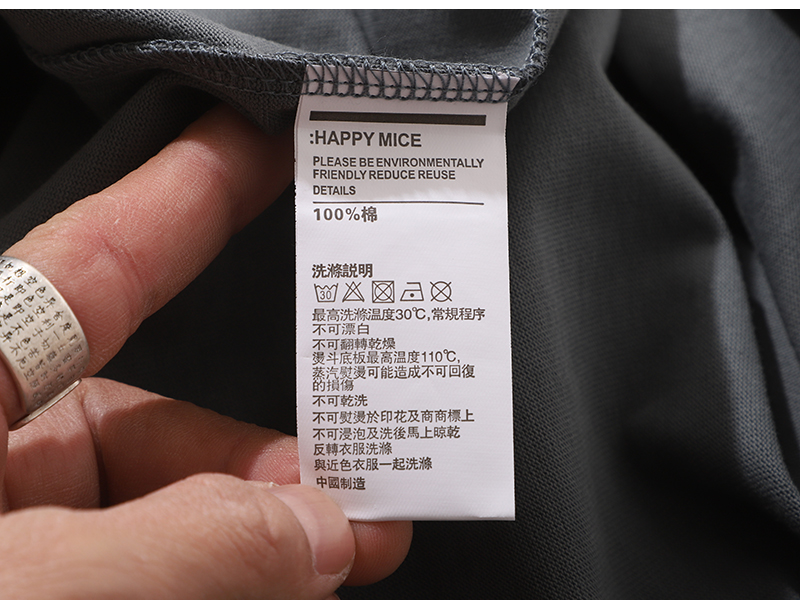 :HAPPY MICE
PLEASE BE ENVIRONMENTALLY
FRIENDLY REDUCE REUSE
DETAILS
100%棉
洗滌説明
30
最高洗滌温度30℃,常規程序
不可漂白
不可翻轉乾燥
燙斗底板最高温度110℃,
蒸汽熨燙可能造成不可回復
的損傷
不可乾洗
不可熨燙於印花及商商標上
不可浸泡及洗後馬上晾乾
反轉衣服洗滌
與近色衣服一起洗滌
中國制造